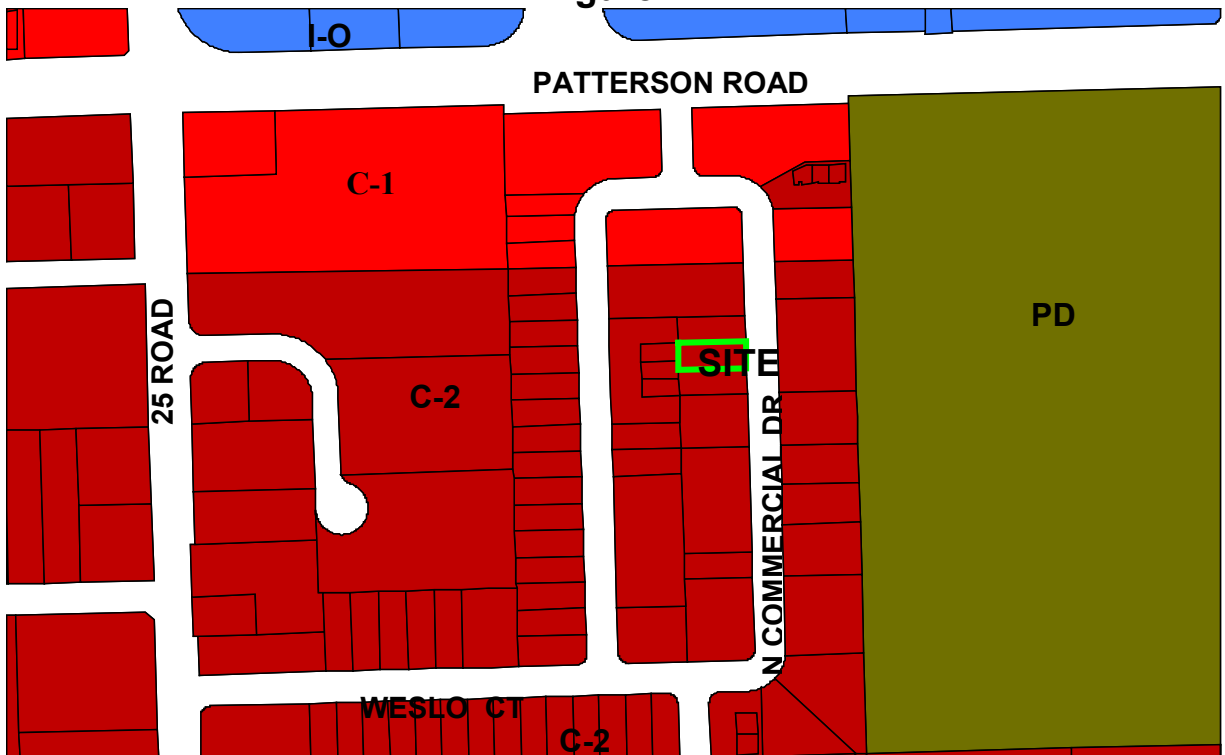 I-O
PATTERSON ROAD
C-1
25 ROAD
PD
SITE
C-2
N COMMERCIAL DR
WESLO CT
C-2